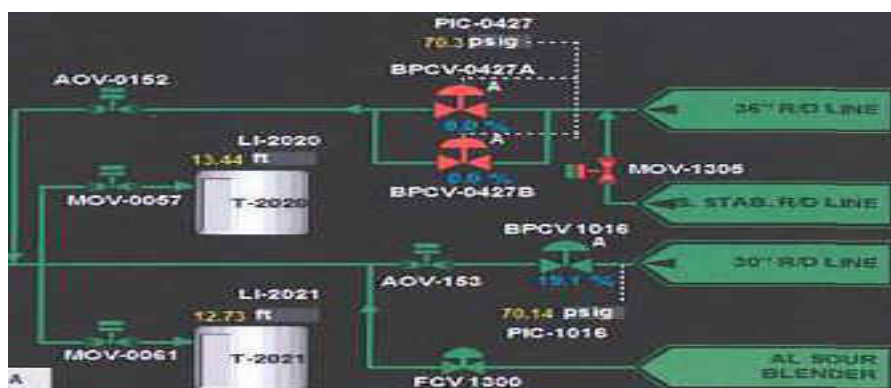 PIC-0427
70.3 psig
BPCV-0427A
AOV-0152
A
0.0 %
36" R/D LINE
LI-2020
13.44 ft
A
0.0 %
MOV-1305
MOV-0057
T-2020
BPCV-0427B
S. STAB. R/D LINE
BPCV 1016
A
30" R/D LINE
AOV-153
19.1 %
LI-2021
12.73 ft
70.14 psig
PIC-1016
MOV-0061
T-2021
AL SOUR
BLENDER
FCV 1300
A